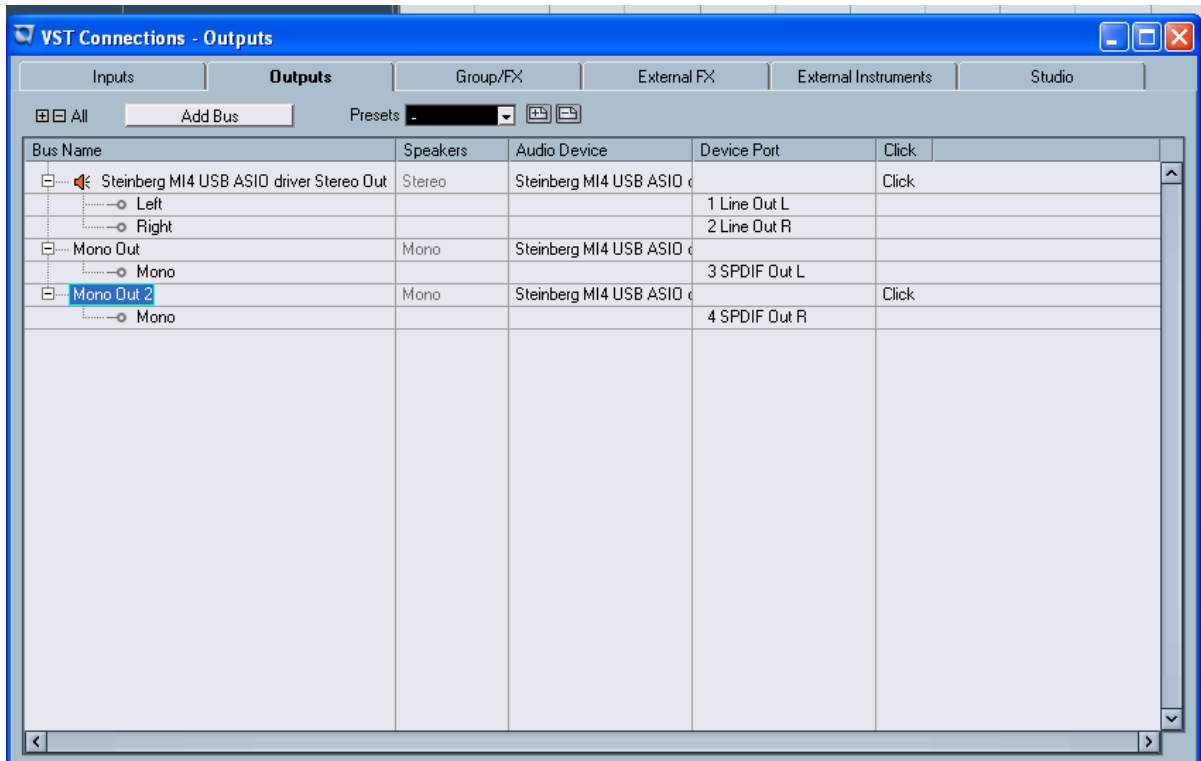 VST Connections - Outputs
Inputs Outputs Group/FX External FX External Instruments Studio
All Add Bus Presets -
Bus Name Speakers Audio Device Device Port Click
Steinberg MI4 USB ASIO driver Stereo Out Stereo Steinberg MI4 USB ASIO Click
Left 1 Line Out L
Right 2 Line Out R
Mono Out Mono Steinberg MI4 USB ASIO
Mono 3 SPDIF Out L
Mono Out 2 Mono Steinberg MI4 USB ASIO Click
Mono 4 SPDIF Out R